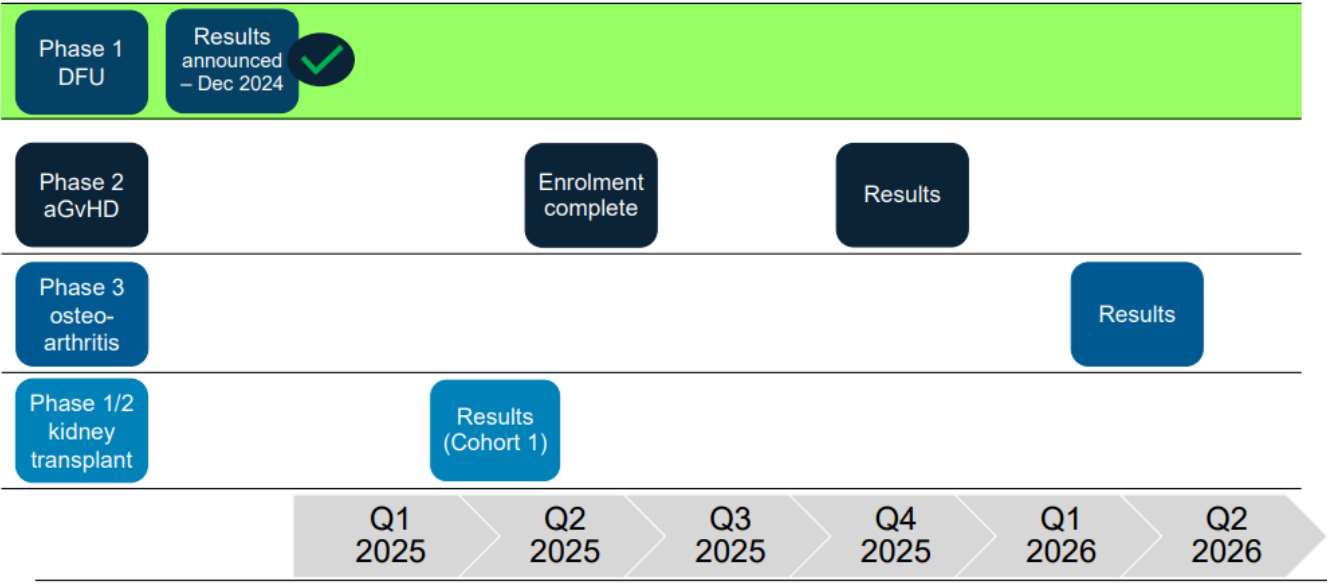 Phase 1
DFU
Results
announced
– Dec 2024
Phase 2
aGvHD
Enrolment
complete
Results
Phase 3
osteo-
arthritis
Results
Phase 1/2
kidney
transplant
Results
(Cohort 1)
Q1
2025
Q2
2025
Q3
2025
Q4
2025
Q1
2026
Q2
2026